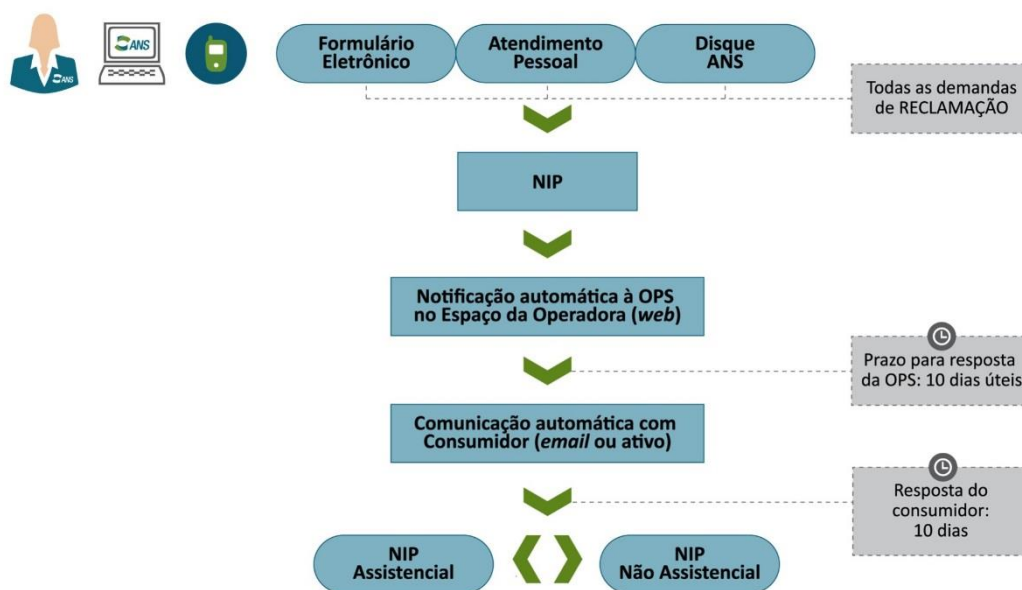 ANS
ANS
Formulário
Eletrônico
Atendimento
Pessoal
Disque
ANS
Todas as demandas
de RECLAMAÇÃO
NIP
Notificação automática à OPS
no Espaço da Operadora (web)
Prazo para resposta
da OPS: 10 dias úteis
Comunicação automática com
Consumidor (email ou ativo)
Resposta do
consumidor:
10 dias
NIP
Assistencial
NIP
Não Assistencial